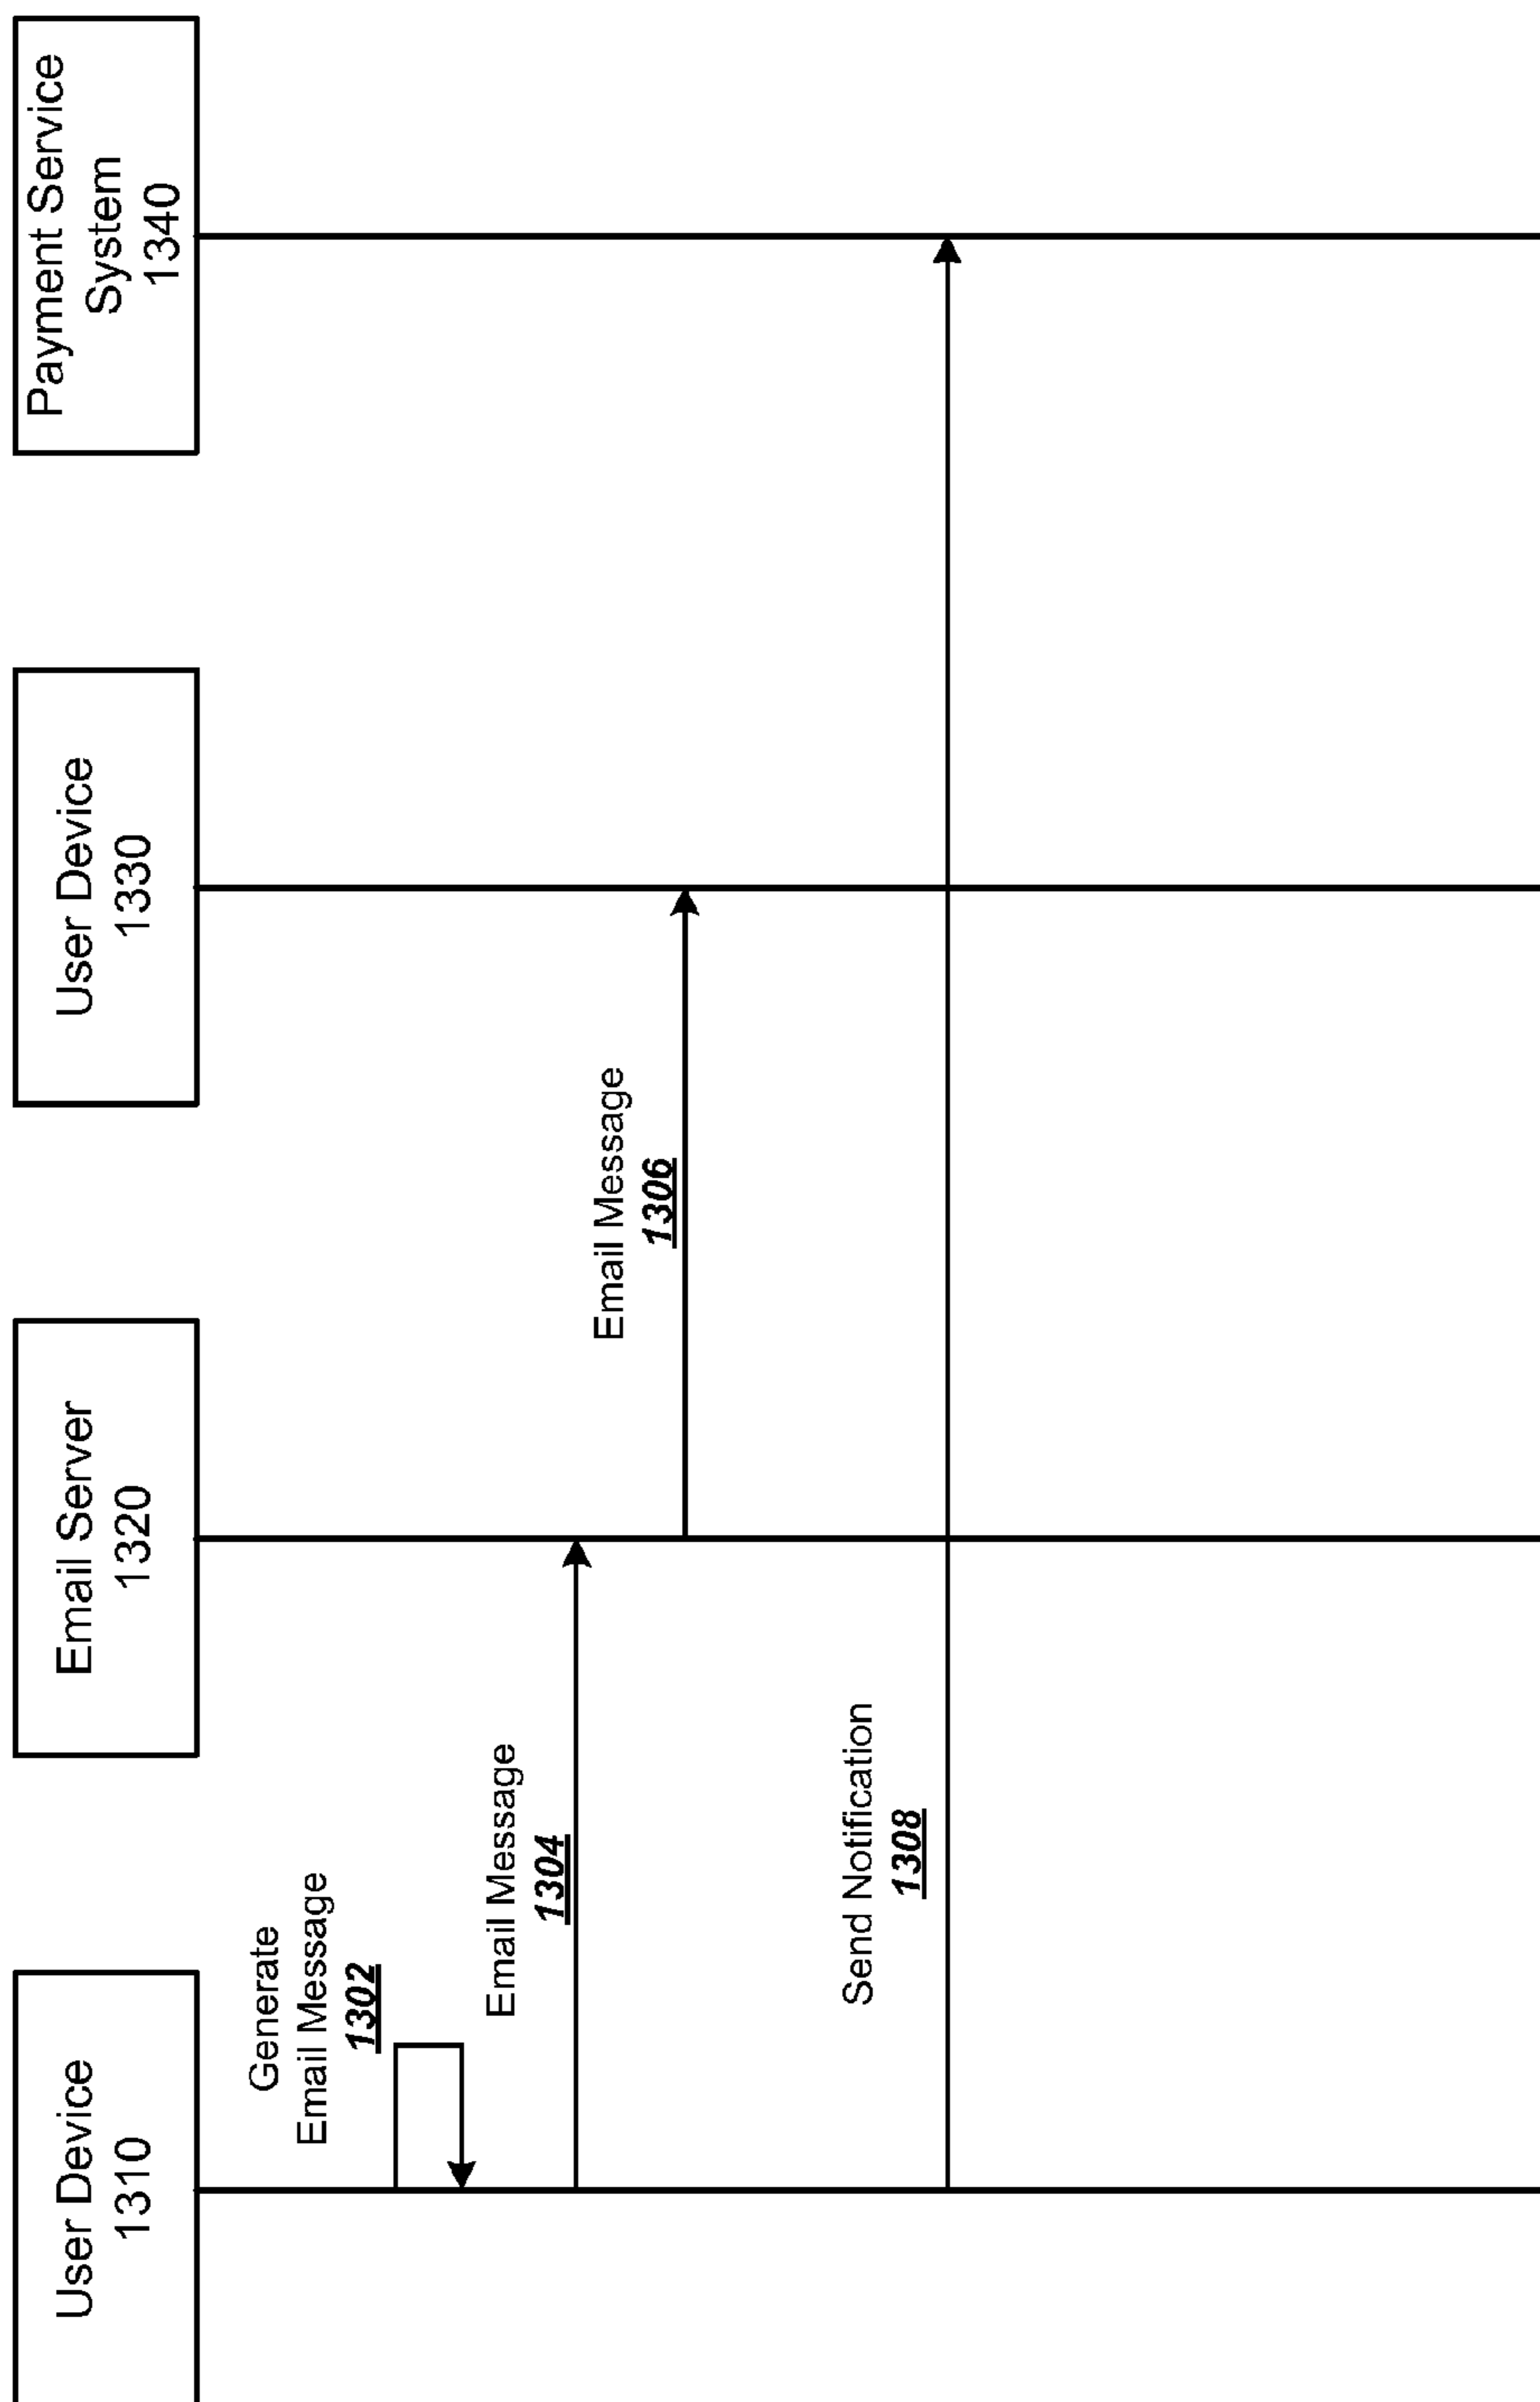 User Device
1310
Email Server
1320
User Device
1330
Payment Service
System
1340
Generate
Email Message
1302
Email Message
1304
Email Message
1306
Send Notification
1308